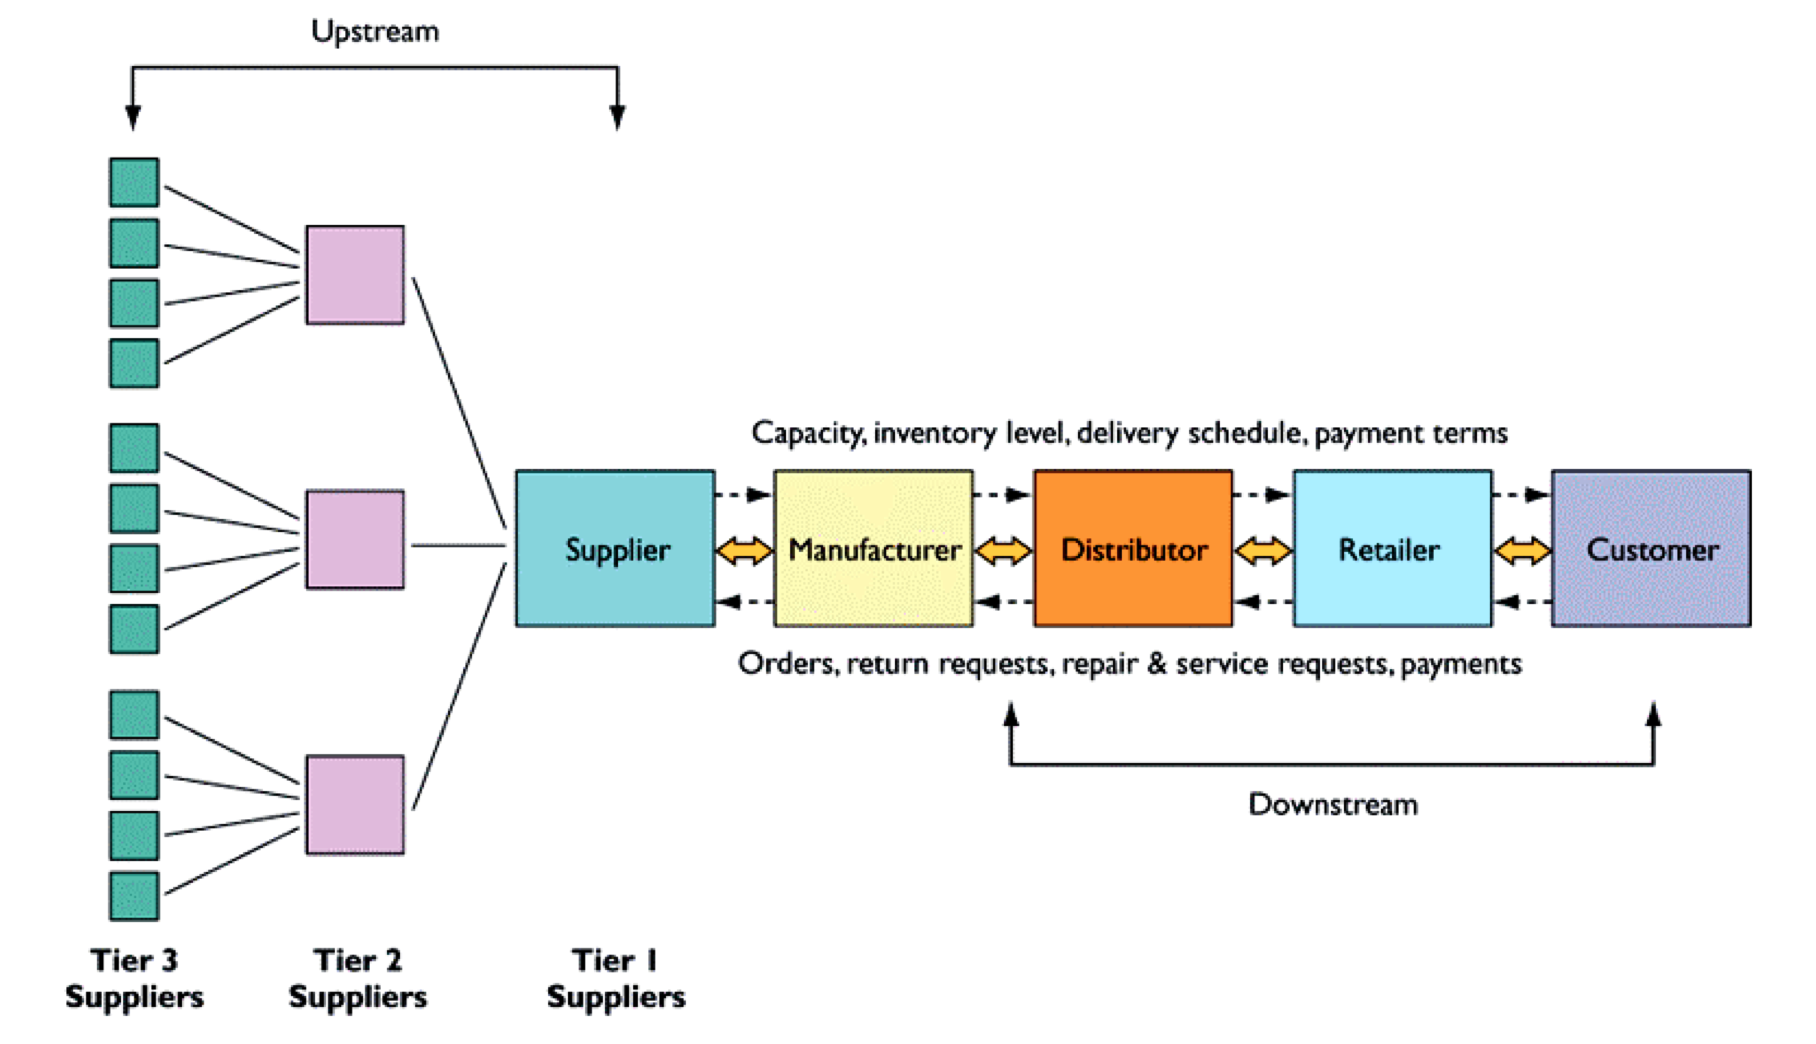 Upstream
Capacity, inventory level, delivery schedule, payment terms
Supplier
Manufacturer
Distributor
Retailer
Customer
Orders, return requests, repair & service requests, payments
Downstream
Tier 3
Suppliers
Tier 2
Suppliers
Tier 1
Suppliers